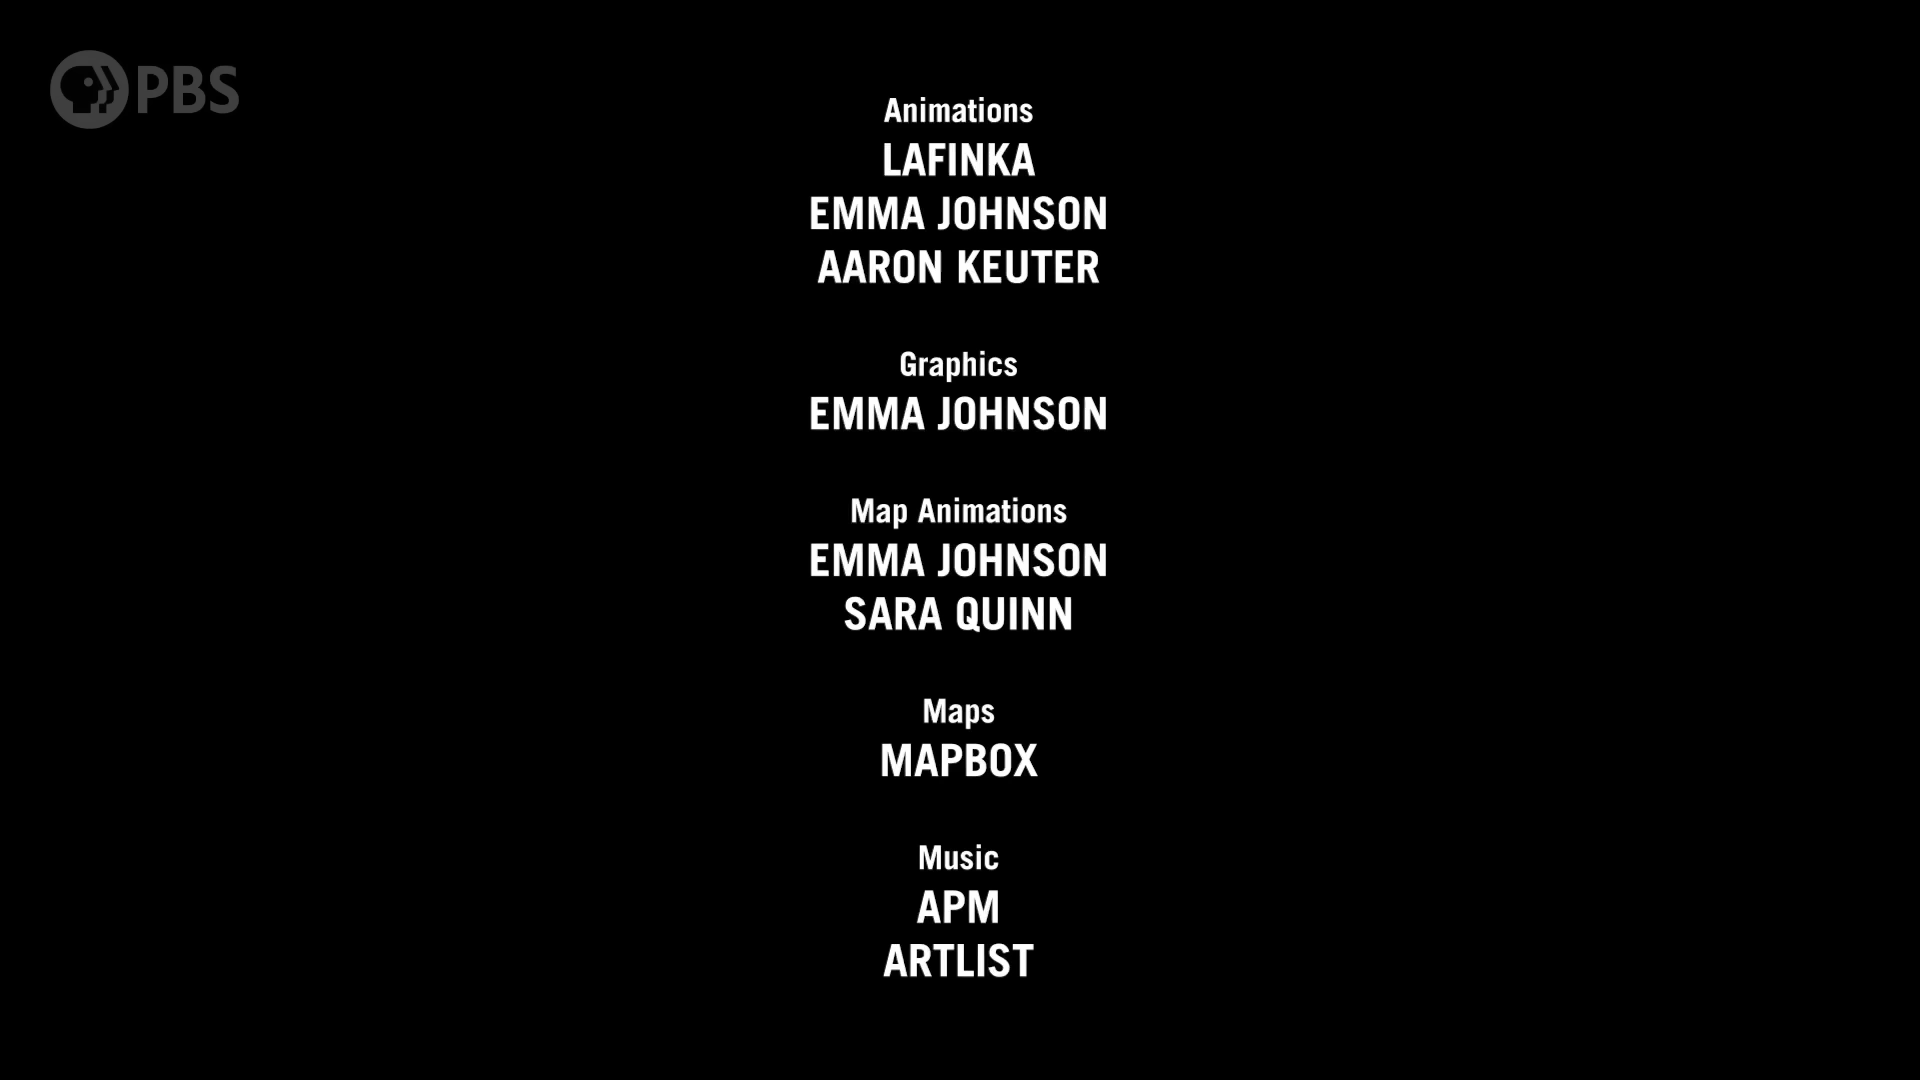 PBS
Animations
LAFINKA
EMMA JOHNSON
AARON KEUTER
Graphics
EMMA JOHNSON
Map Animations
EMMA JOHNSON
SARA QUINN
Maps
MAPBOX
Music
APM
ARTLIST